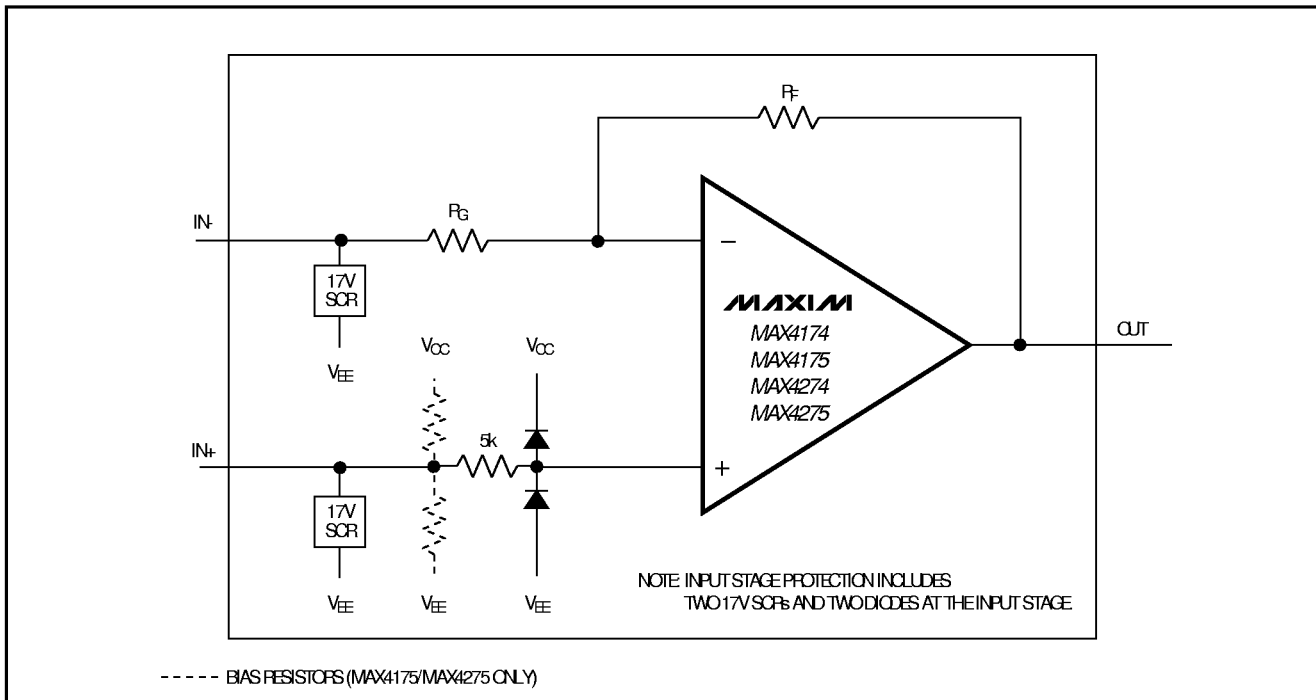 RF
RG
IN-
17V
SCR
VEE
MAXIM
MAX4174
MAX4175
MAX4274
MAX4275
OUT
VCC
VCC
5k
IN+
17V
SCR
VEE
VEE
VEE
NOTE: INPUT STAGE PROTECTION INCLUDES
TWO 17V SCRs AND TWO DIODES AT THE INPUT STAGE.
BIAS RESISTORS (MAX4175/MAX4275 ONLY)